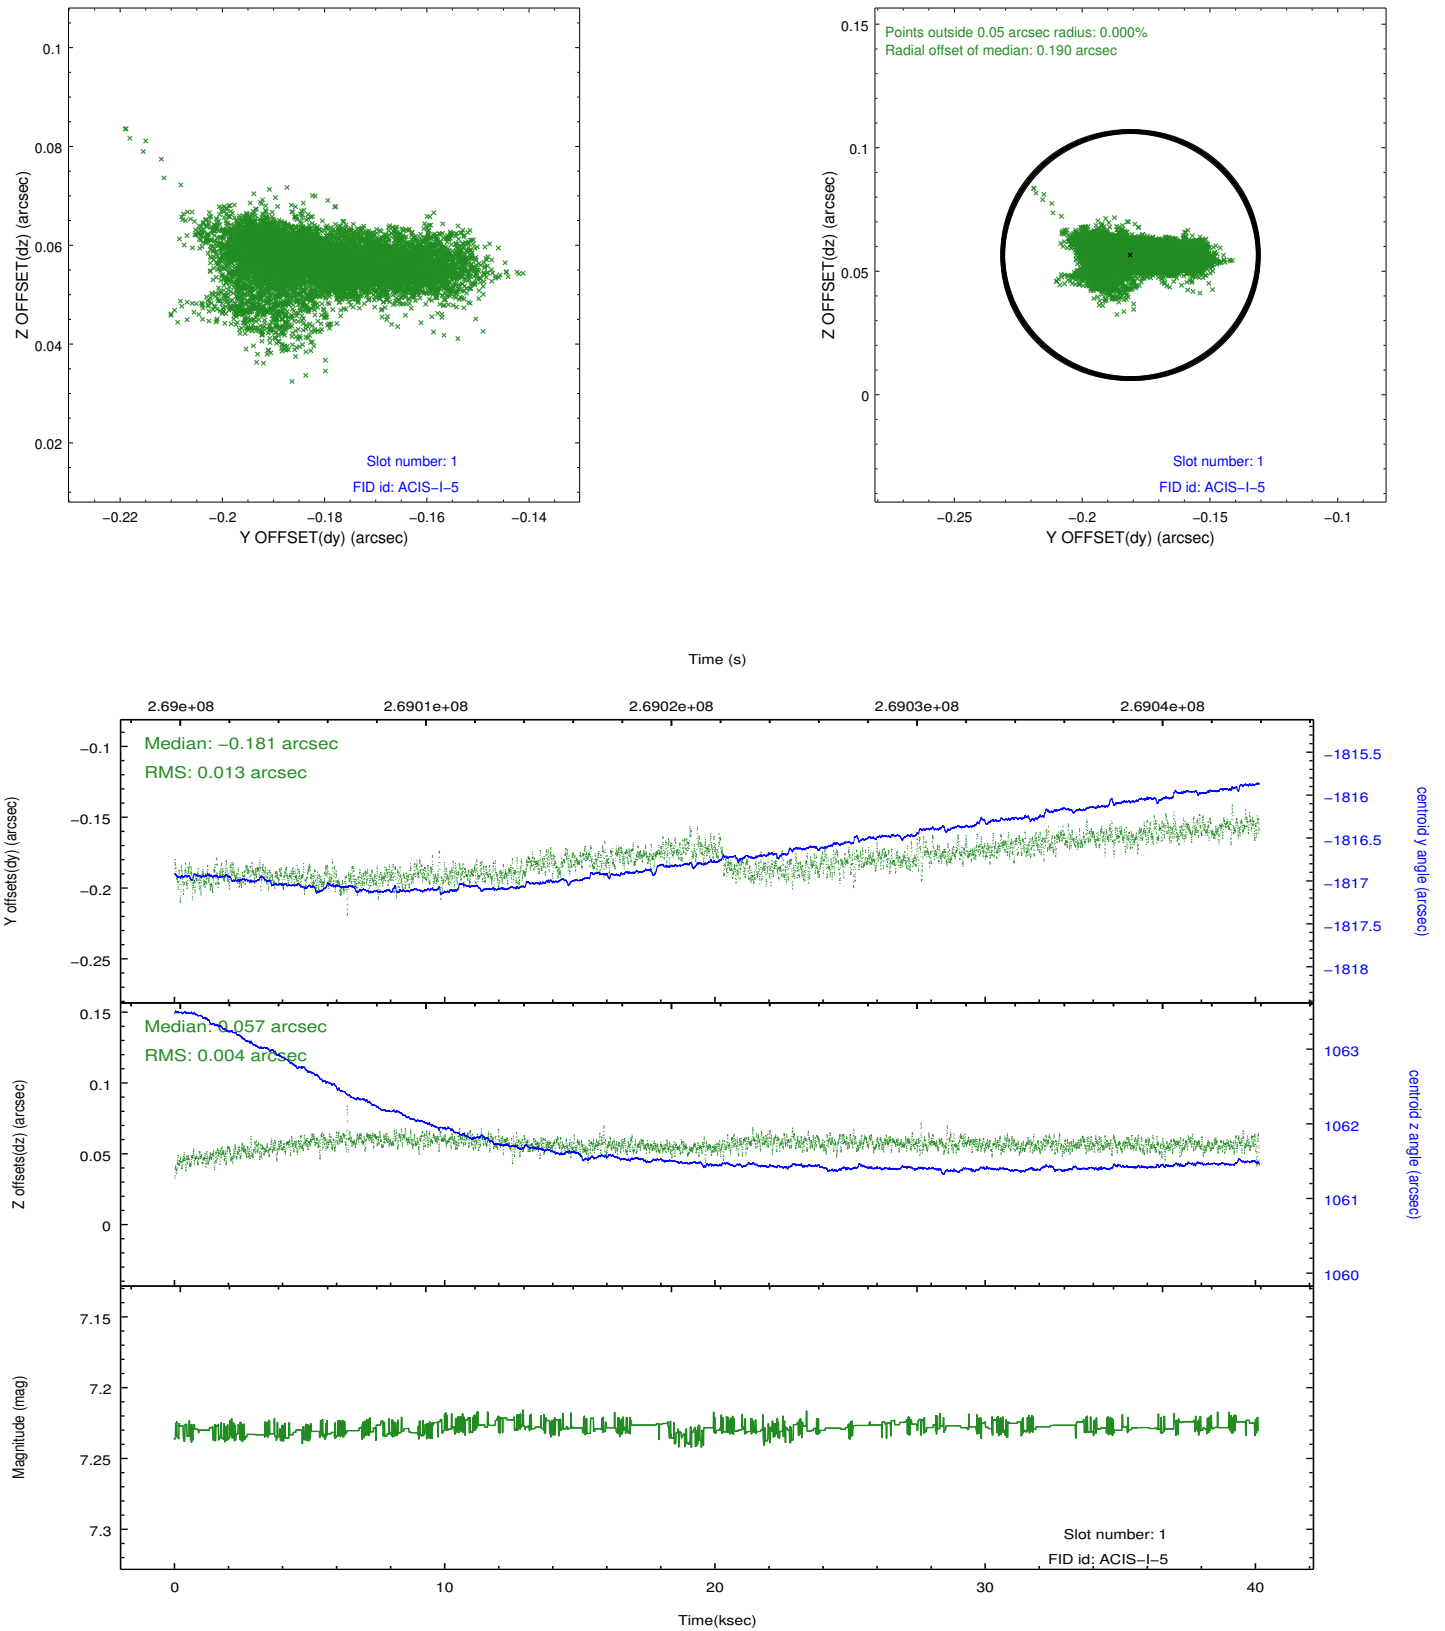 0.1
0.08
0.06
0.04
0.02
Z OFFSET(dz) (arcsec)
Slot number: 1
FID id: ACIS−I−5
−0.22 −0.2 −0.18 −0.16 −0.14
Y OFFSET(dy) (arcsec)
Points outside 0.05 arcsec radius: 0.000%
Radial offset of median: 0.190 arcsec
0.15
0.1
0.05
0
Z OFFSET(dz) (arcsec)
Slot number: 1
FID id: ACIS−I−5
−0.25 −0.2 −0.15 −0.1
Y OFFSET(dy) (arcsec)
Time (s)
2.69e+08 2.6901e+08 2.6902e+08 2.6903e+08 2.6904e+08
Median: −0.181 arcsec
RMS: 0.013 arcsec
−0.1
−0.15
−0.2
−0.25
Y offsets(dy) (arcsec)
−1815.5
−1816
−1816.5
−1817
−1817.5
−1818
centroid y angle (arcsec)
Median: 0.057 arcsec
RMS: 0.004 arcsec
0.15
0.1
0.05
0
Z offsets(dz) (arcsec)
1063
1062
1061
1060
centroid z angle (arcsec)
7.15
7.2
7.25
7.3
Magnitude (mag)
Slot number: 1
FID id: ACIS−I−5
0 10 20 30 40
Time(ksec)